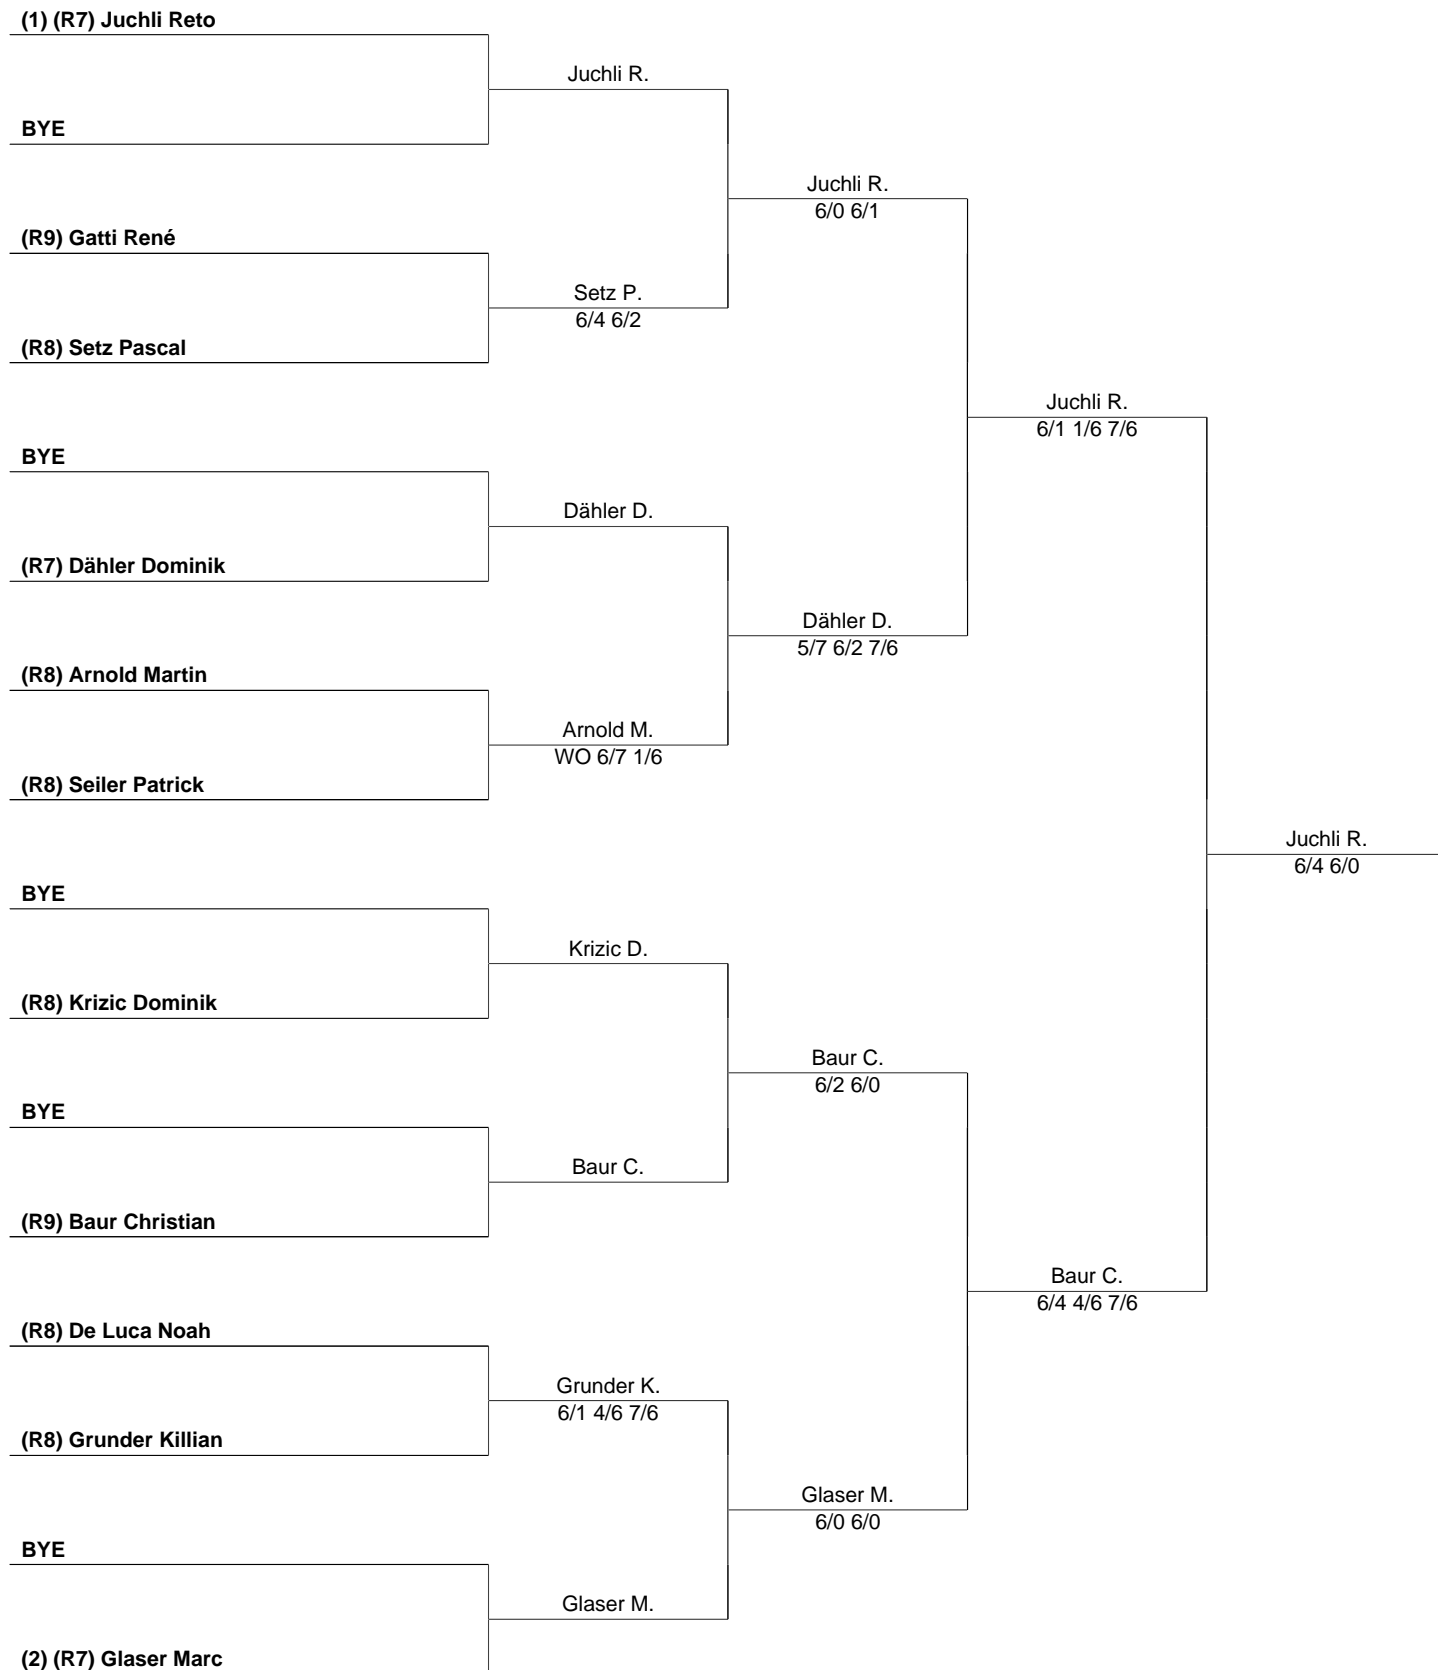 (1) (R7) Juchli Reto
Juchli R.
BYE
Juchli R.
6/0 6/1
(R9) Gatti René
Setz P.
6/4 6/2
(R8) Setz Pascal
Juchli R.
6/1 1/6 7/6
BYE
Dähler D.
(R7) Dähler Dominik
Dähler D.
5/7 6/2 7/6
(R8) Arnold Martin
Arnold M.
WO 6/7 1/6
(R8) Seiler Patrick
Juchli R.
6/4 6/0
BYE
Krizic D.
(R8) Krizic Dominik
Baur C.
6/2 6/0
BYE
Baur C.
(R9) Baur Christian
Baur C.
6/4 4/6 7/6
(R8) De Luca Noah
Grunder K.
6/1 4/6 7/6
(R8) Grunder Killian
Glaser M.
6/0 6/0
BYE
Glaser M.
(2) (R7) Glaser Marc